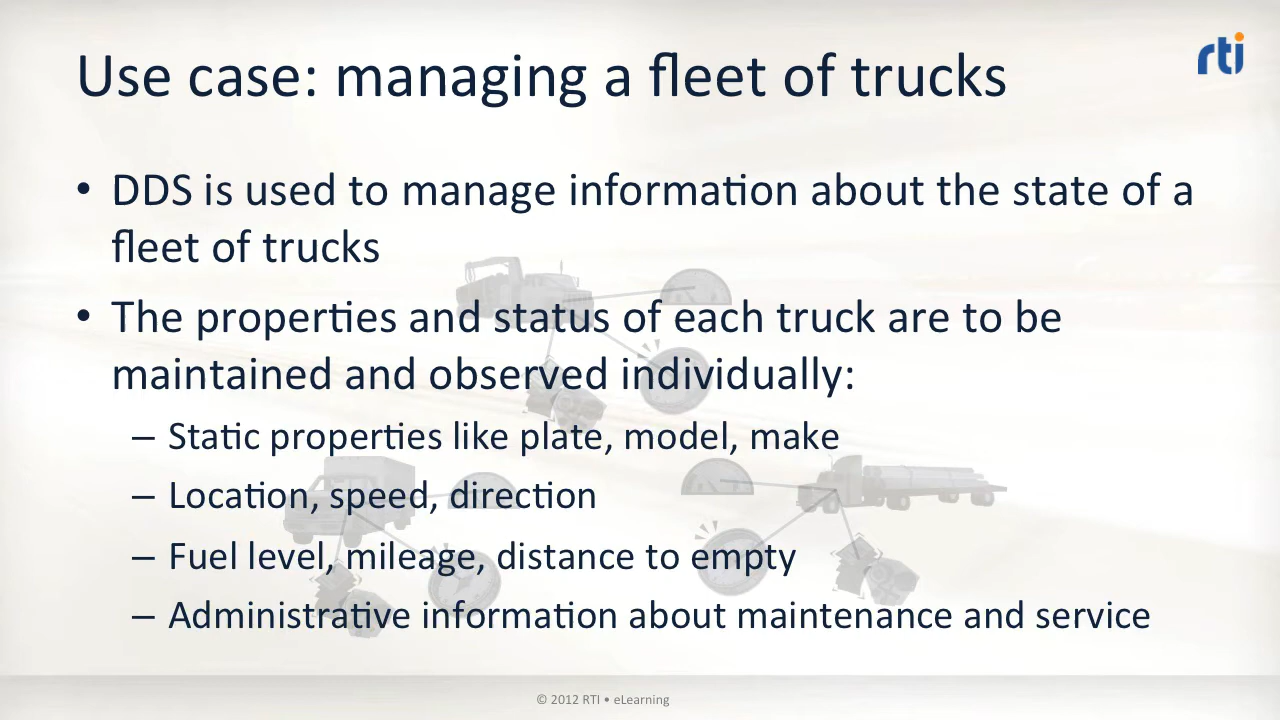 Use case: managing a fleet of trucks
rti
• DDS is used to manage information about the state of a
fleet of trucks
• The properties and status of each truck are to be
maintained and observed individually:
– Static properties like plate, model, make
– Location, speed, direction
– Fuel level, mileage, distance to empty
– Administrative information about maintenance and service
© 2012 RTI • eLearning